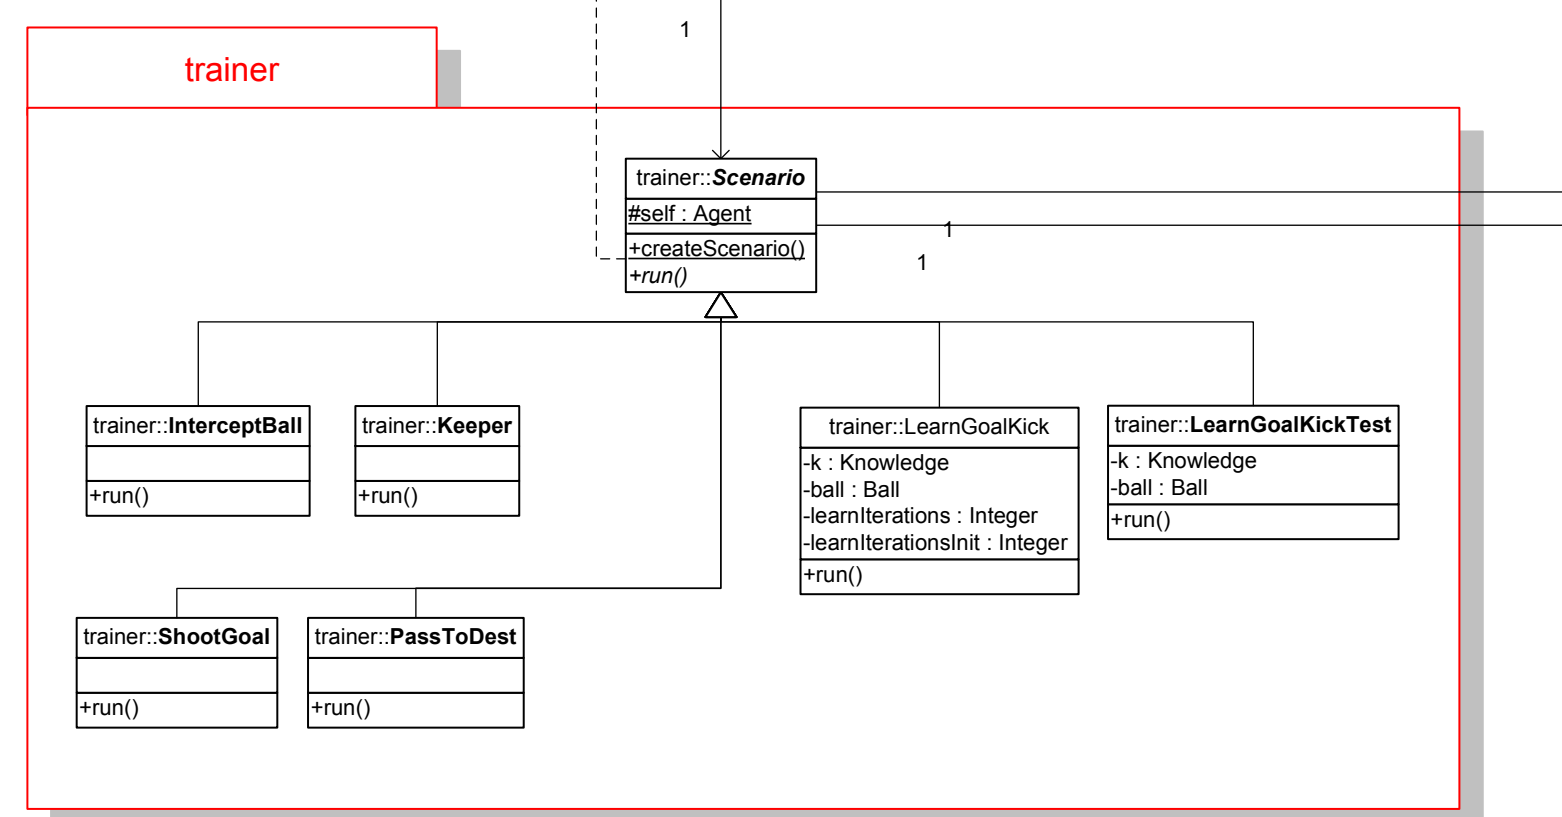 1
trainer
trainer::Scenario
#self : Agent
+createScenario()
+run()
1
1
trainer::InterceptBall
+run()
trainer::Keeper
+run()
trainer::LearnGoalKick
-k : Knowledge
-ball : Ball
-learnIterations : Integer
-learnIterationsInit : Integer
+run()
trainer::LearnGoalKickTest
-k : Knowledge
-ball : Ball
+run()
trainer::ShootGoal
+run()
trainer::PassToDest
+run()